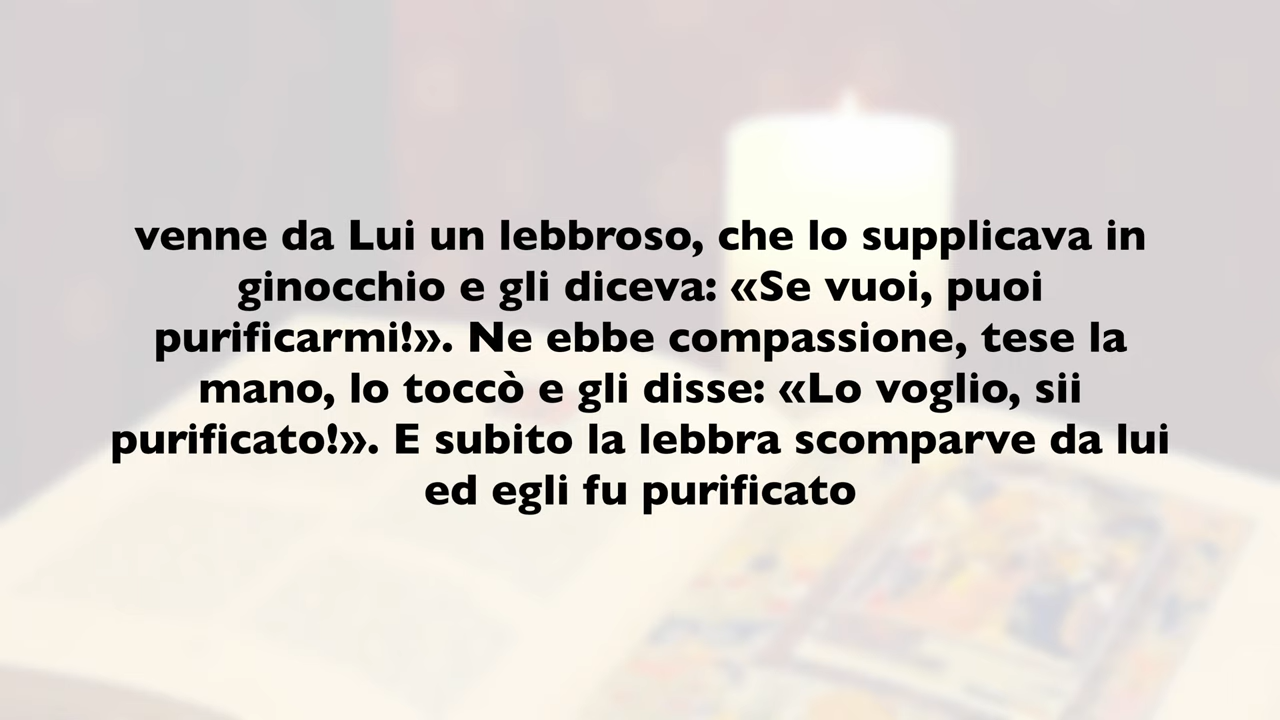 venne da Lui un lebbroso, che lo supplicava in
ginocchio e gli diceva: «Se vuoi, puoi
purificarmi!». Ne ebbe compassione, tese la
mano, lo toccò e gli disse: «Lo voglio, sii
purificato!». E subito la lebbra scomparve da lui
ed egli fu purificato